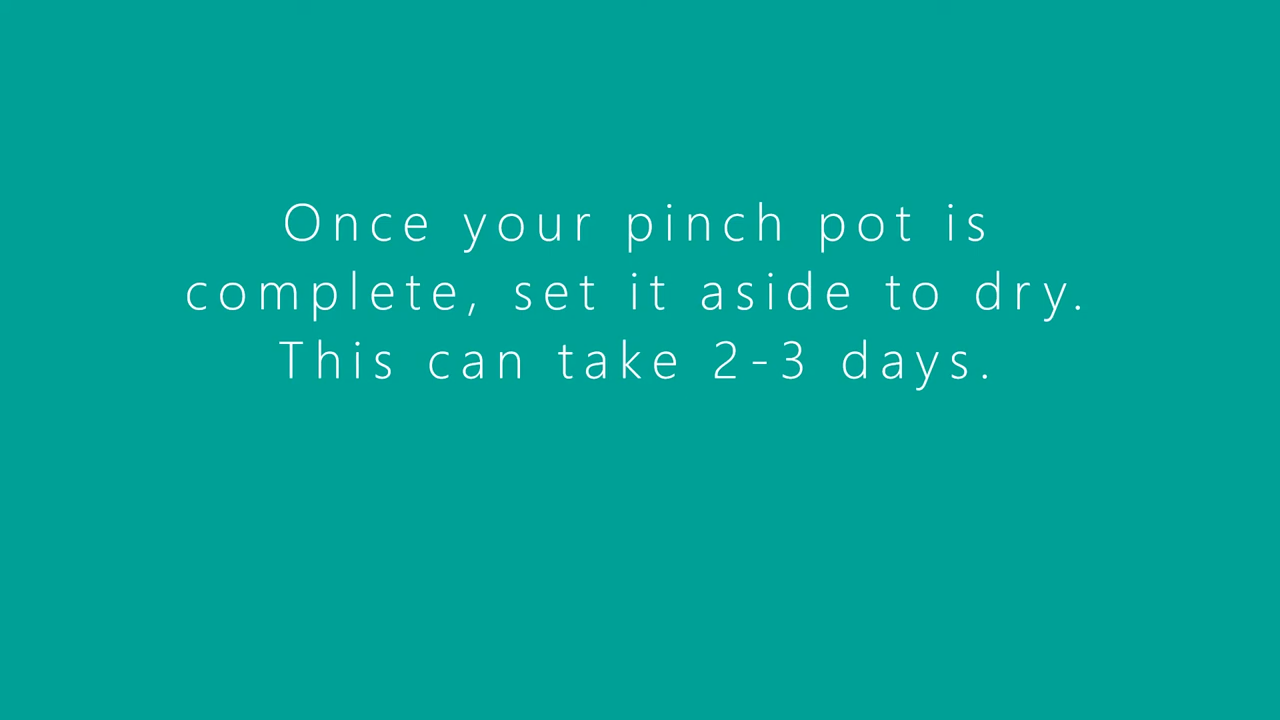 Once your pinch pot is
complete, set it aside to dry.
This can take 2-3 days.